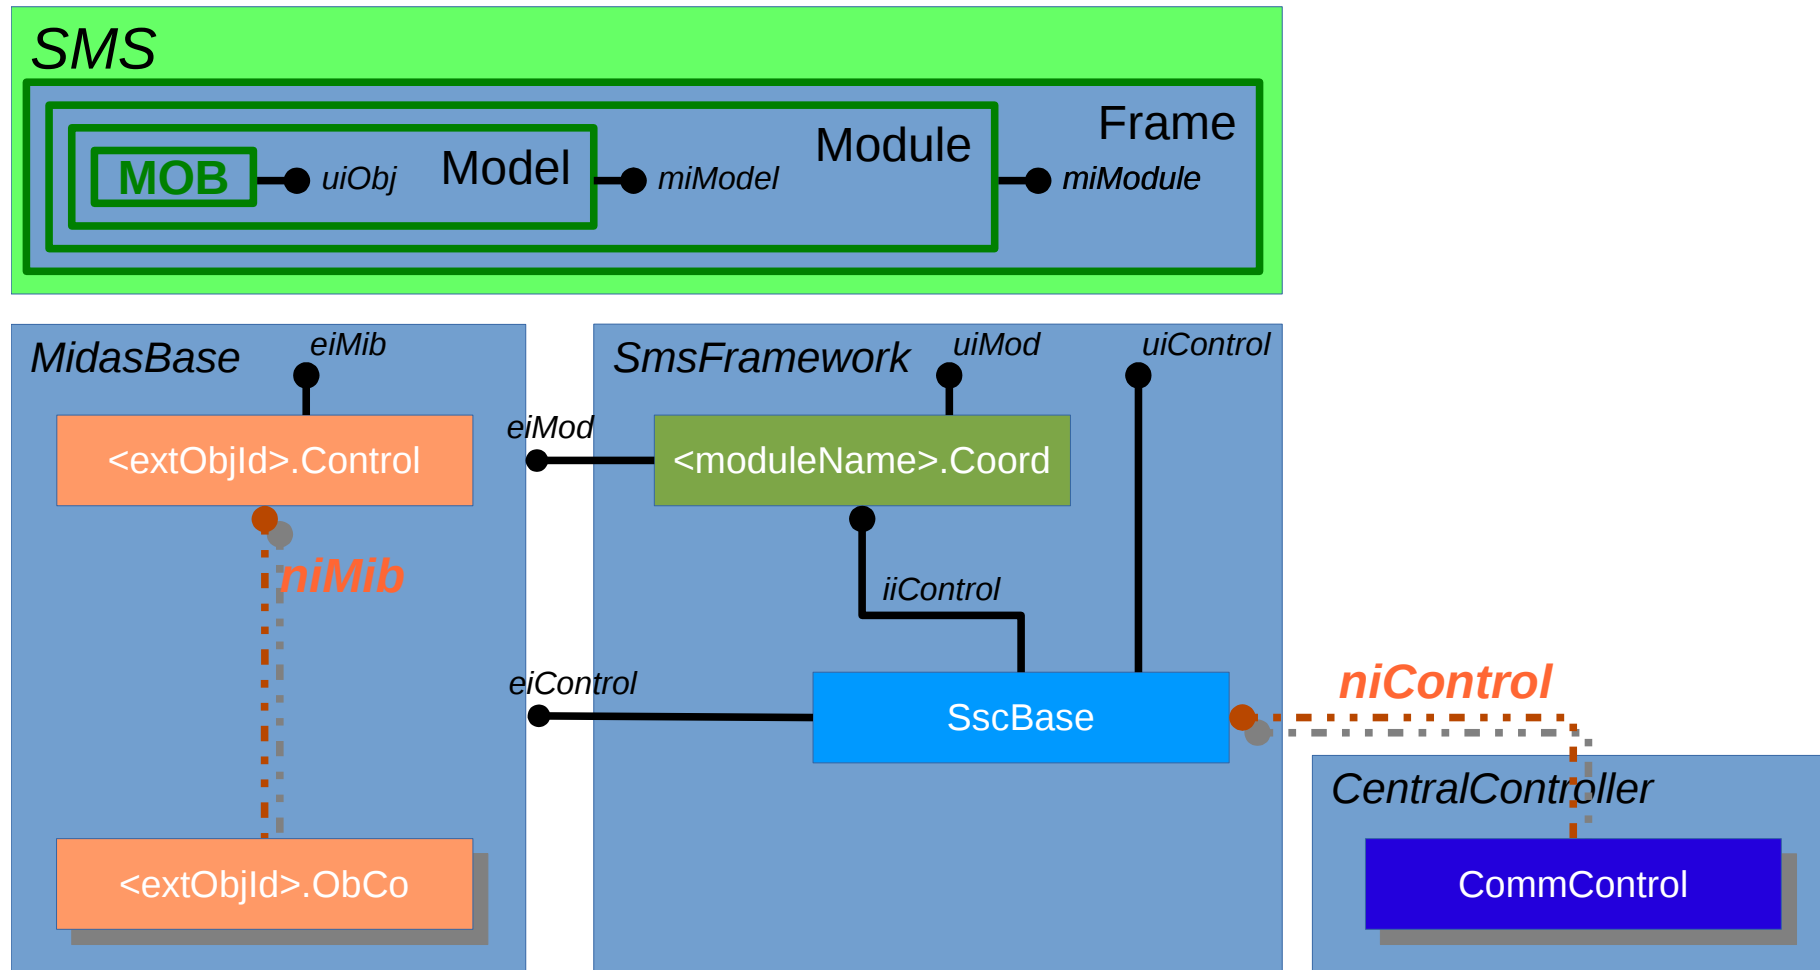 SMS
Frame
Module
Model
MOB
uiObj
miModel
miModule
MidasBase
eiMib
SmsFramework
uiMod
uiControl
eiMod
<extObjId>.Control
<moduleName>.Coord
niMib
iiControl
eiControl
niControl
SscBase
CentralController
<extObjId>.ObCo
CommControl